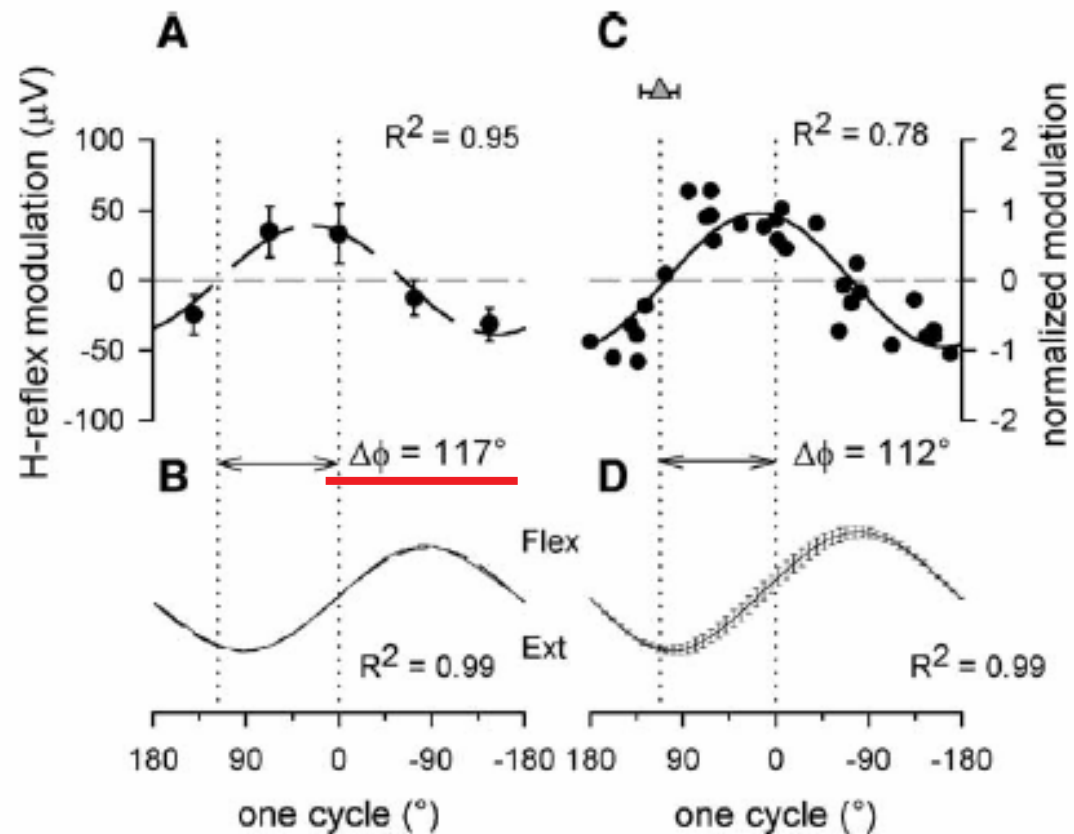 A
C
H-reflex modulation (μV)
R² = 0.95
R² = 0.78
100
50
0
-50
-100
2
1
0
-1
-2
normalized modulation
Δϕ = 117°
Δϕ = 112°
B
D
Flex
Ext
R² = 0.99
R² = 0.99
180 90 0 -90 -180
180 90 0 -90 -180
one cycle (°)
one cycle (°)